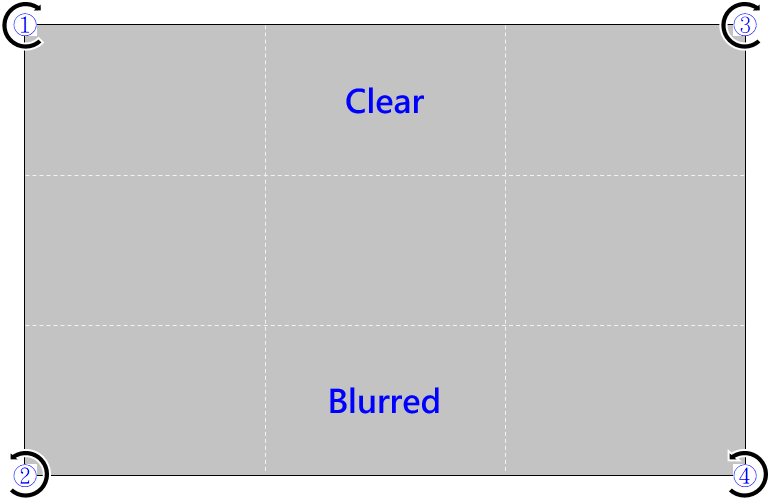 ① ③
Clear
Blurred
② ④